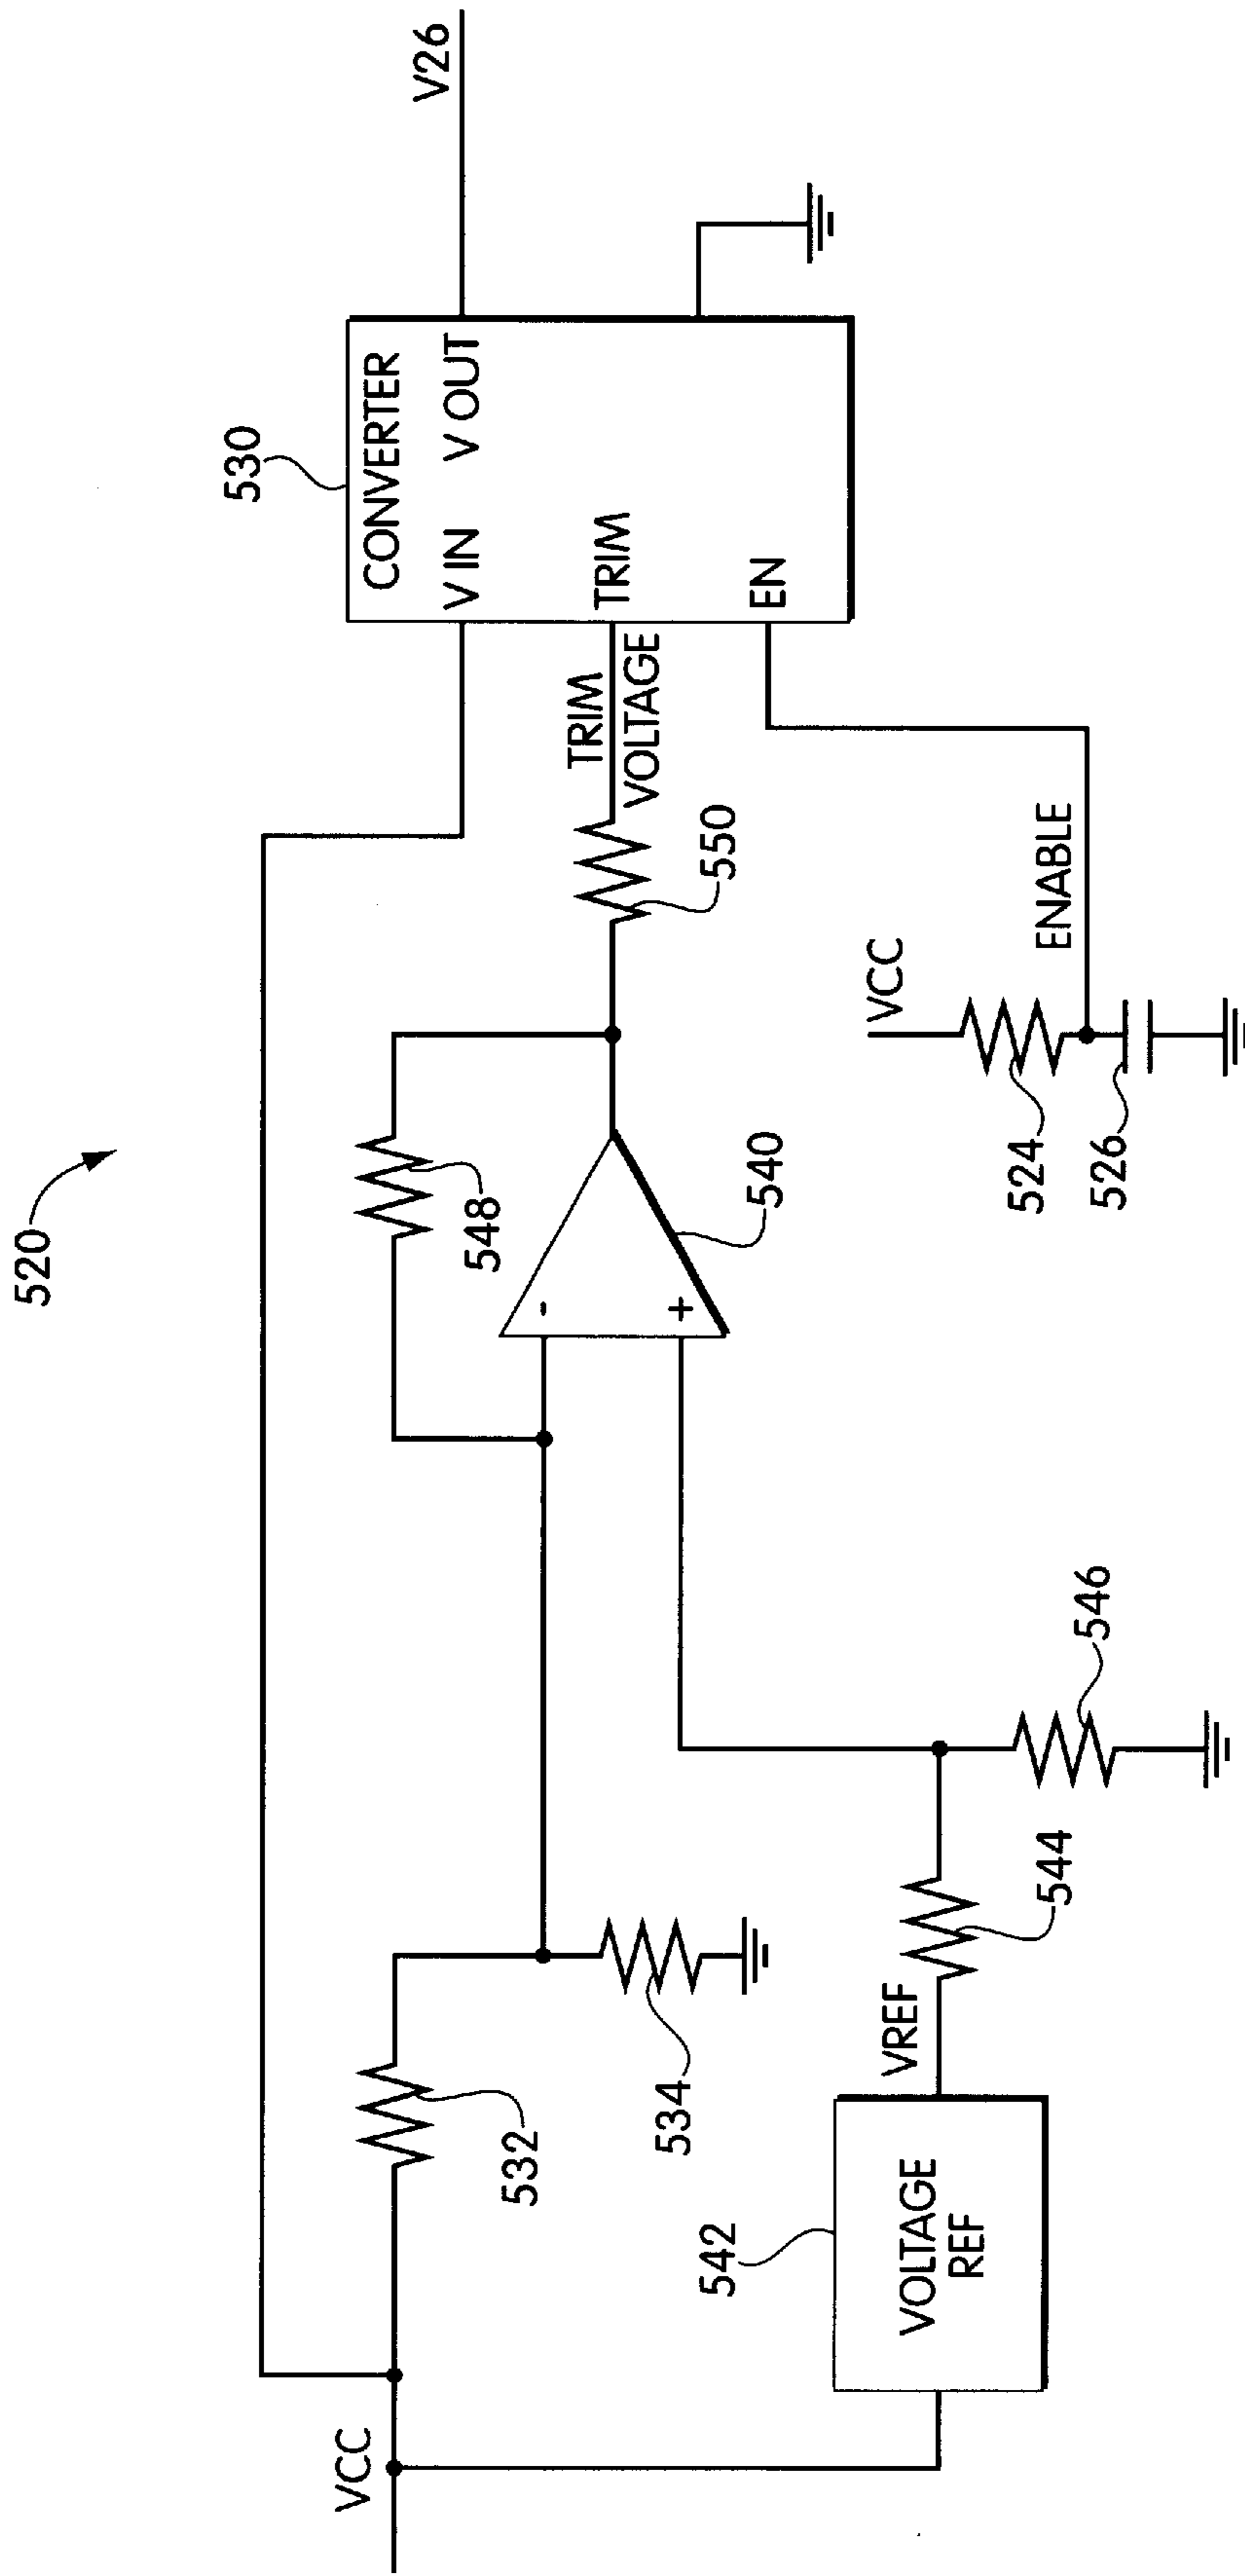 520
530
CONVERTER
V26
V IN
V OUT
VCC
532
548
TRIM
VOLTAGE
TRIM
534
540
550
EN
542
VOLTAGE
REF
VREF
544
546
VCC
524
526
ENABLE
-
+